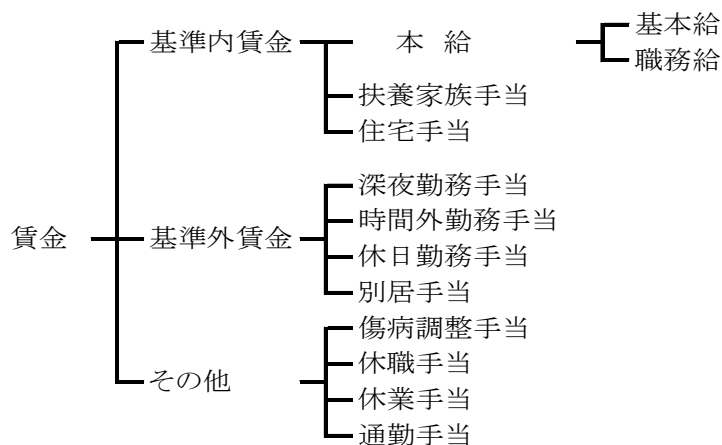 基本給
基準内賃金 本 給
職務給
扶養家族手当
住宅手当
深夜勤務手当
時間外勤務手当
賃金 基準外賃金
休日勤務手当
別居手当
傷病調整手当
休職手当
その他
休業手当
通勤手当